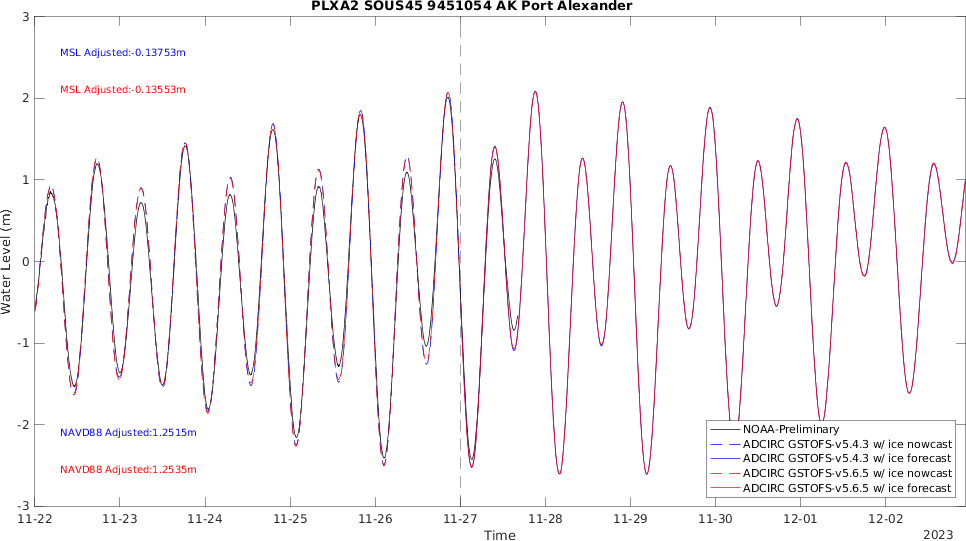 PLXA2 SOUS45 9451054 AK Port Alexander
3
2
1
0
-1
-2
-3
Water Level (m)
MSL Adjusted:-0.13753m
MSL Adjusted:-0.13553m
NAVD88 Adjusted:1.2515m
NAVD88 Adjusted:1.2535m
NOAA-Preliminary
ADCIRC GSTOFS-v5.4.3 w/ ice nowcast
ADCIRC GSTOFS-v5.4.3 w/ ice forecast
ADCIRC GSTOFS-v5.6.5 w/ ice nowcast
ADCIRC GSTOFS-v5.6.5 w/ ice forecast
11-22 11-23 11-24 11-25 11-26 11-27 11-28 11-29 11-30 12-01 12-02
Time
2023